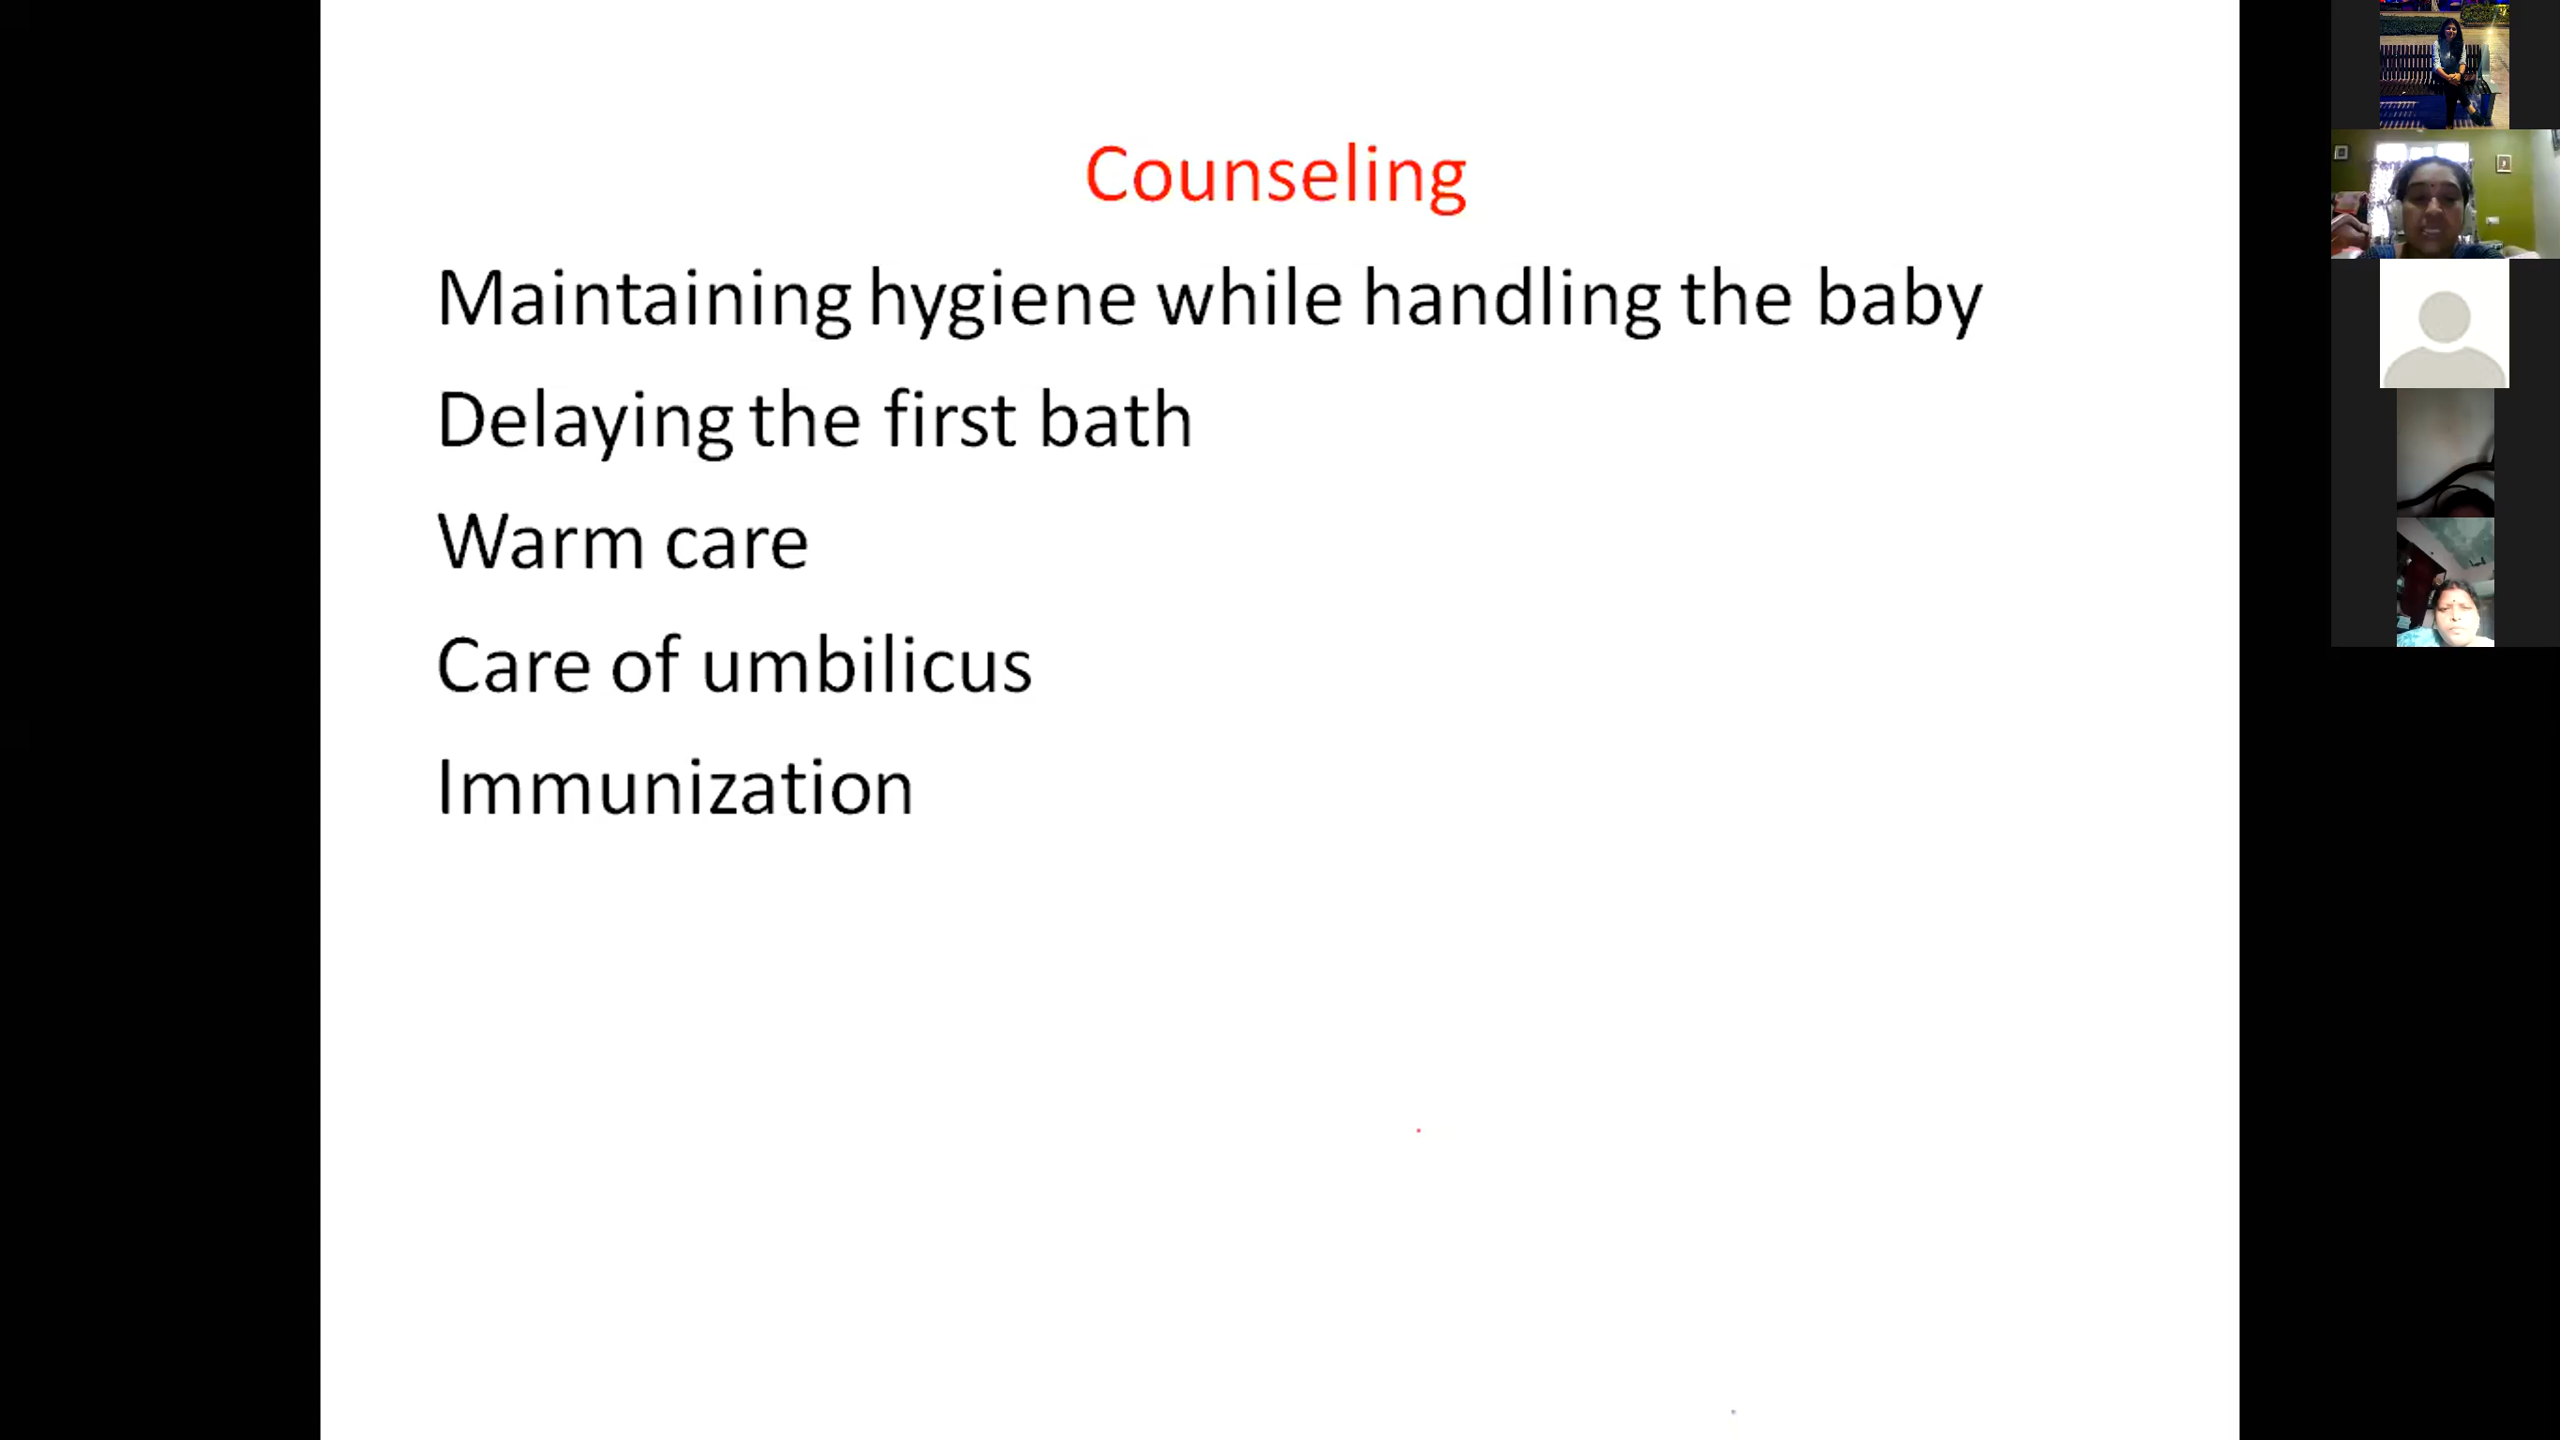 Counseling
Maintaining hygiene while handling the baby
Delaying the first bath
Warm care
Care of umbilicus
Immunization